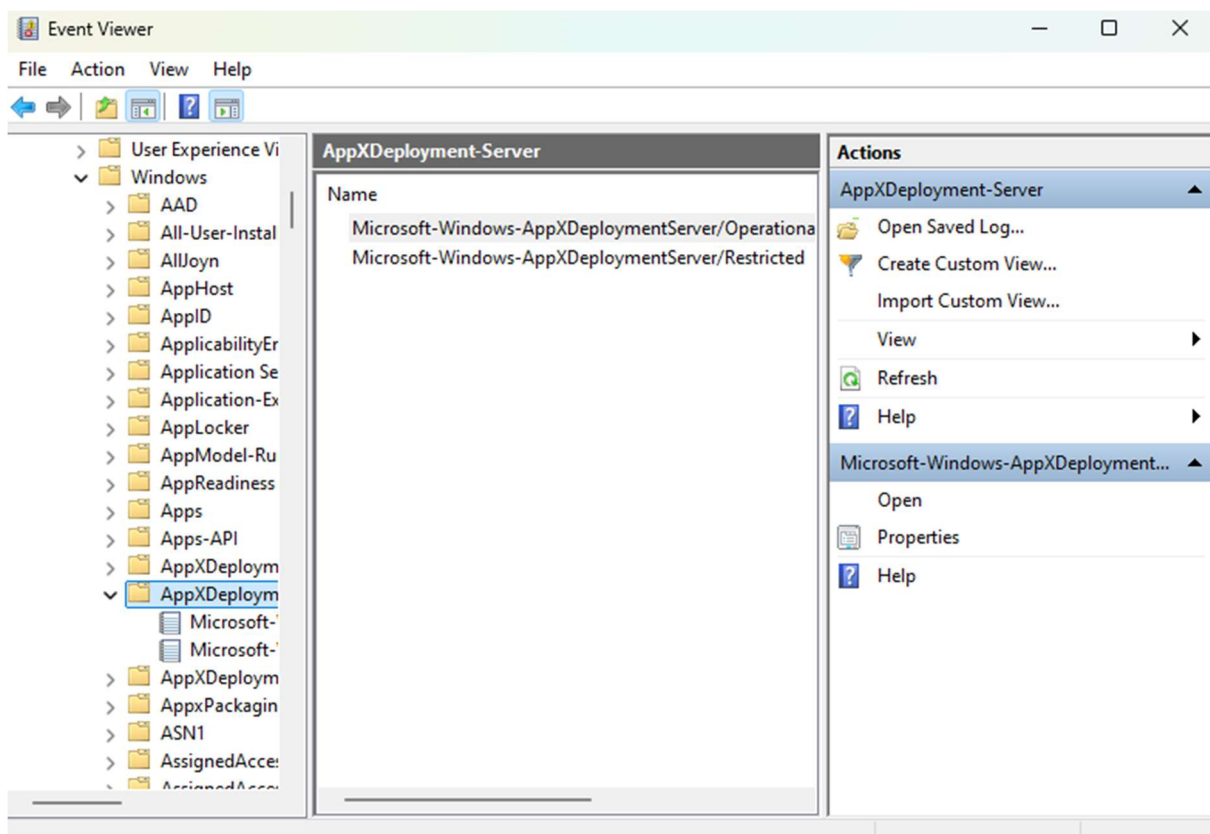 Event Viewer
File Action View Help
User Experience Vi
Windows
AAD
All-User-Instal
AllJoyn
AppHost
AppID
ApplicabilityEr
Application Se
Application-Ex
AppLocker
AppModel-Ru
AppReadiness
Apps
Apps-API
AppXDeploym
AppXDeploym
Microsoft-
Microsoft-
AppXDeploym
AppxPackagin
ASN1
AssignedAcce
AssignedAcce
AppXDeployment-Server
Name
Microsoft-Windows-AppXDeploymentServer/Operationa
Microsoft-Windows-AppXDeploymentServer/Restricted
Actions
AppXDeployment-Server
Open Saved Log...
Create Custom View...
Import Custom View...
View
Refresh
Help
Microsoft-Windows-AppXDeployment...
Open
Properties
Help